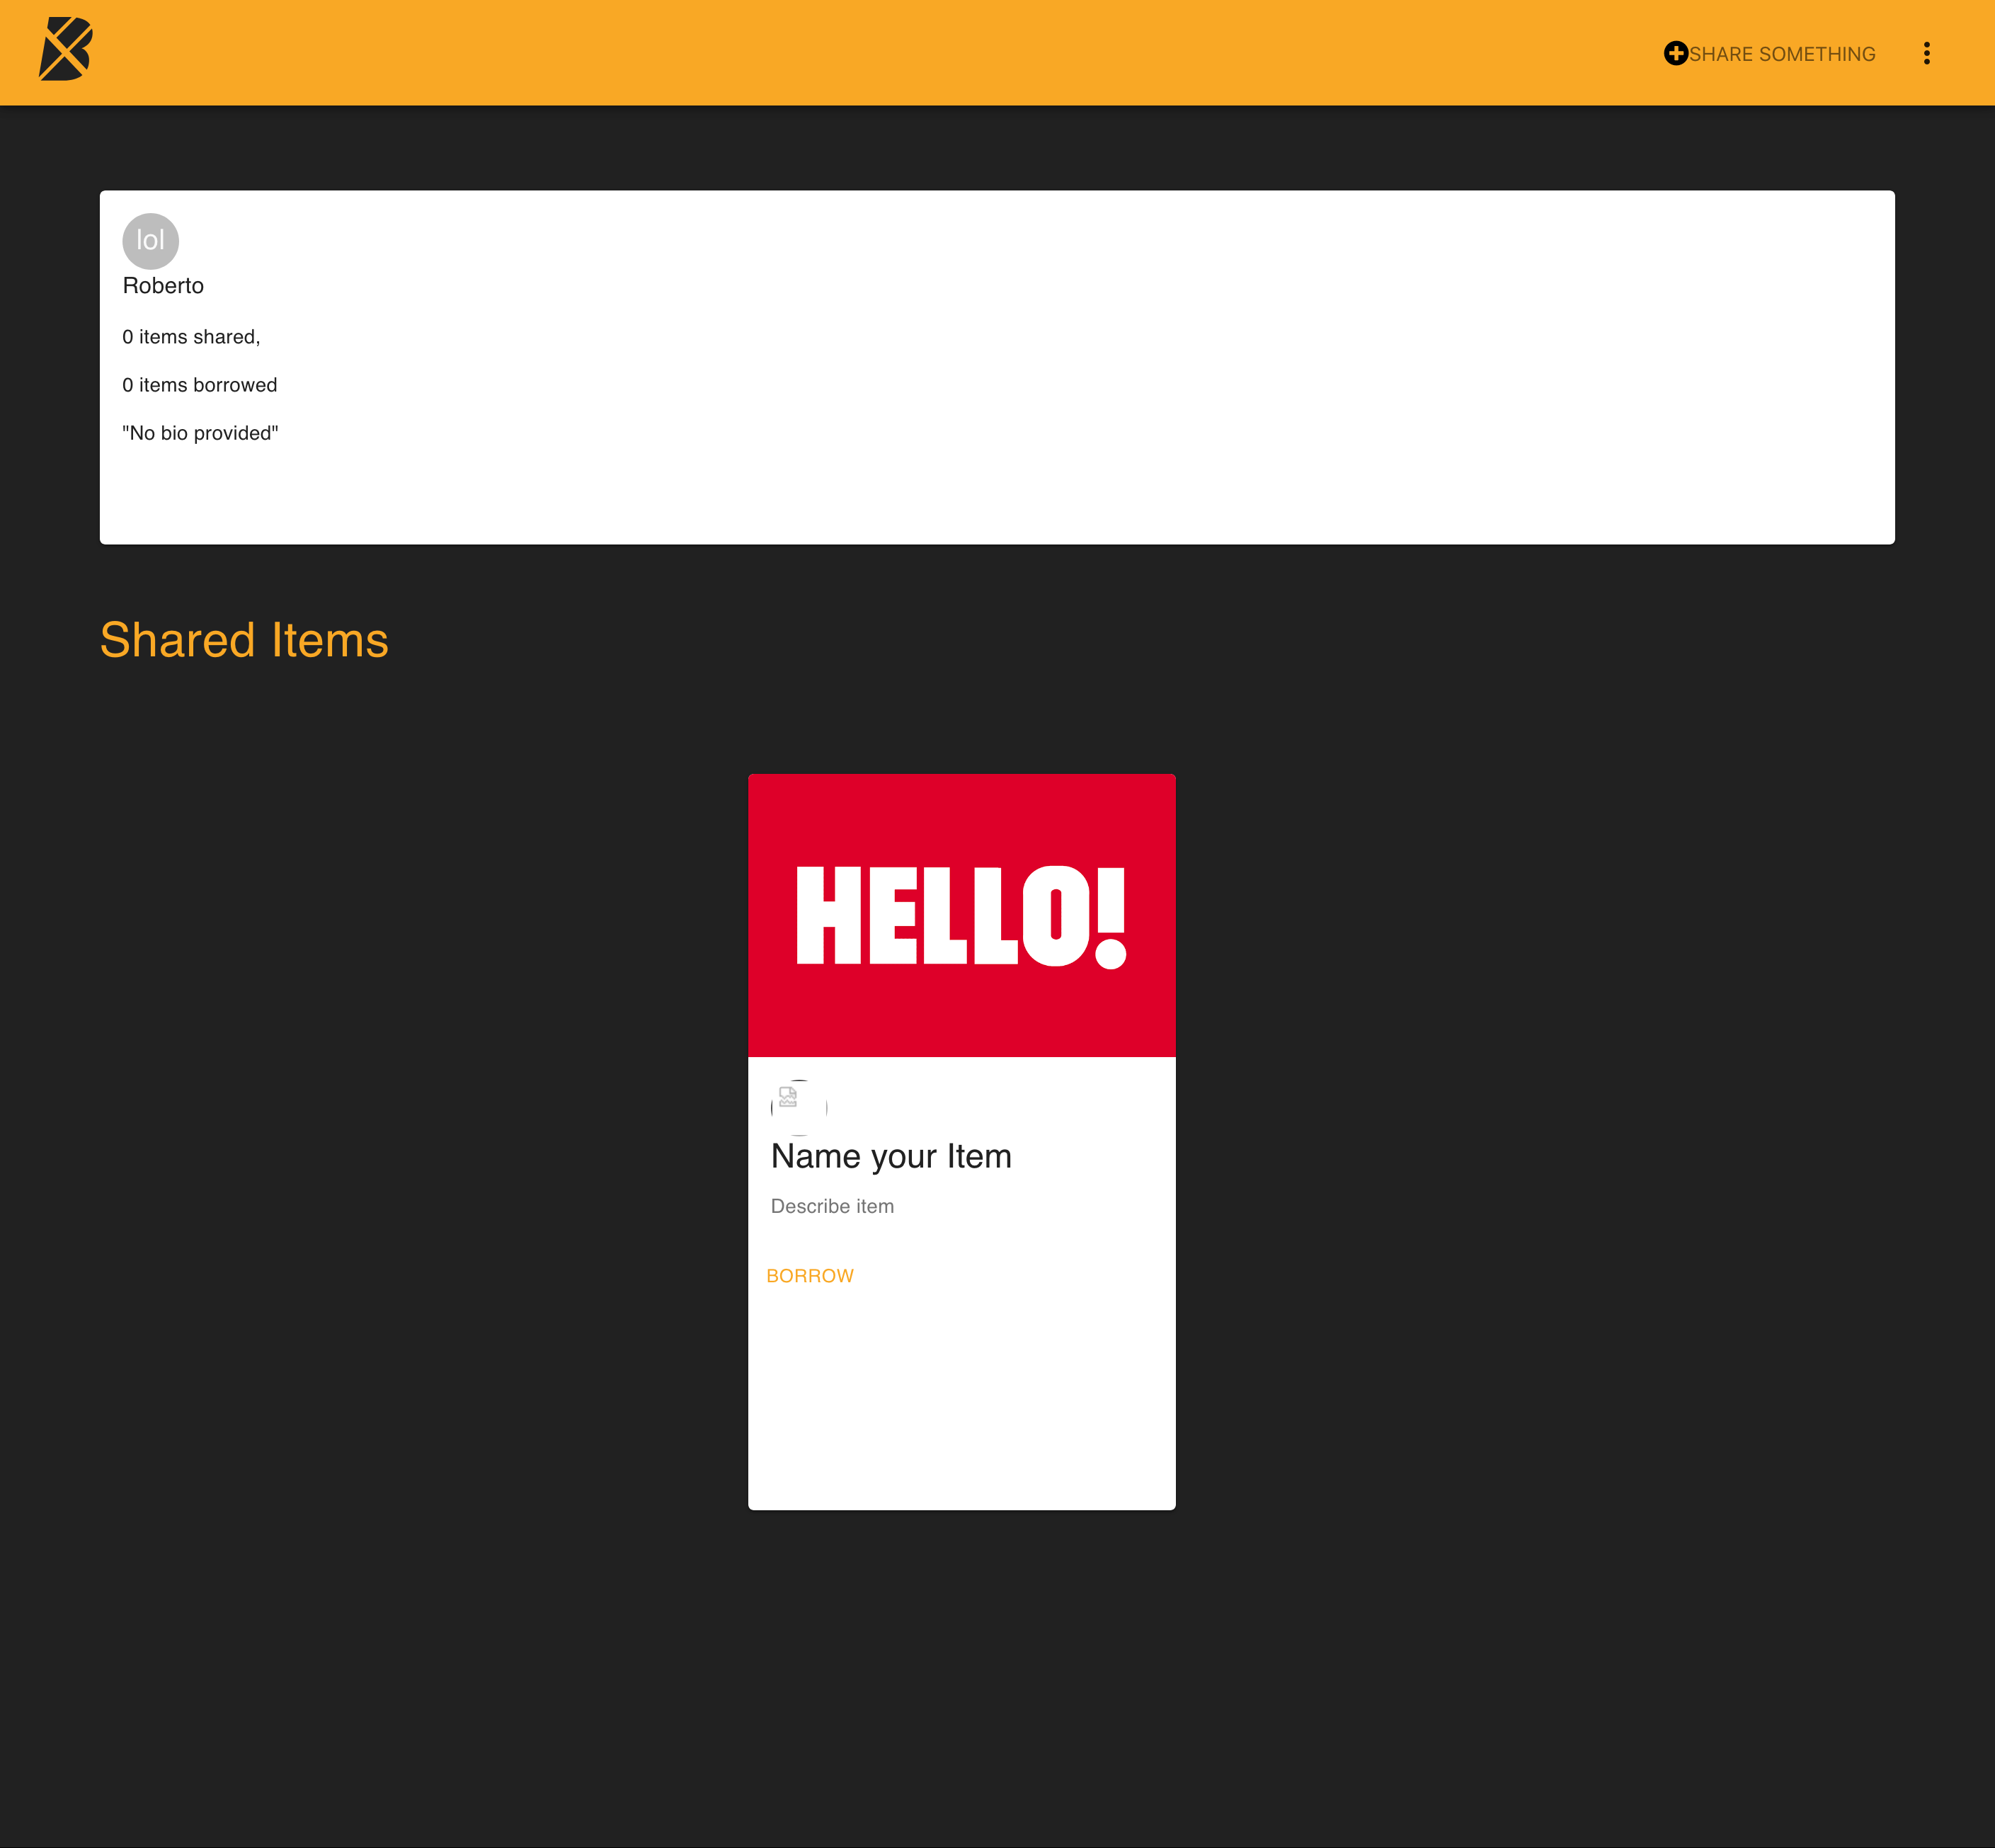 SHARE SOMETHING
lol
Roberto
0 items shared,
0 items borrowed
"No bio provided"
Shared Items
HELLO!
Name your Item
Describe item
BORROW